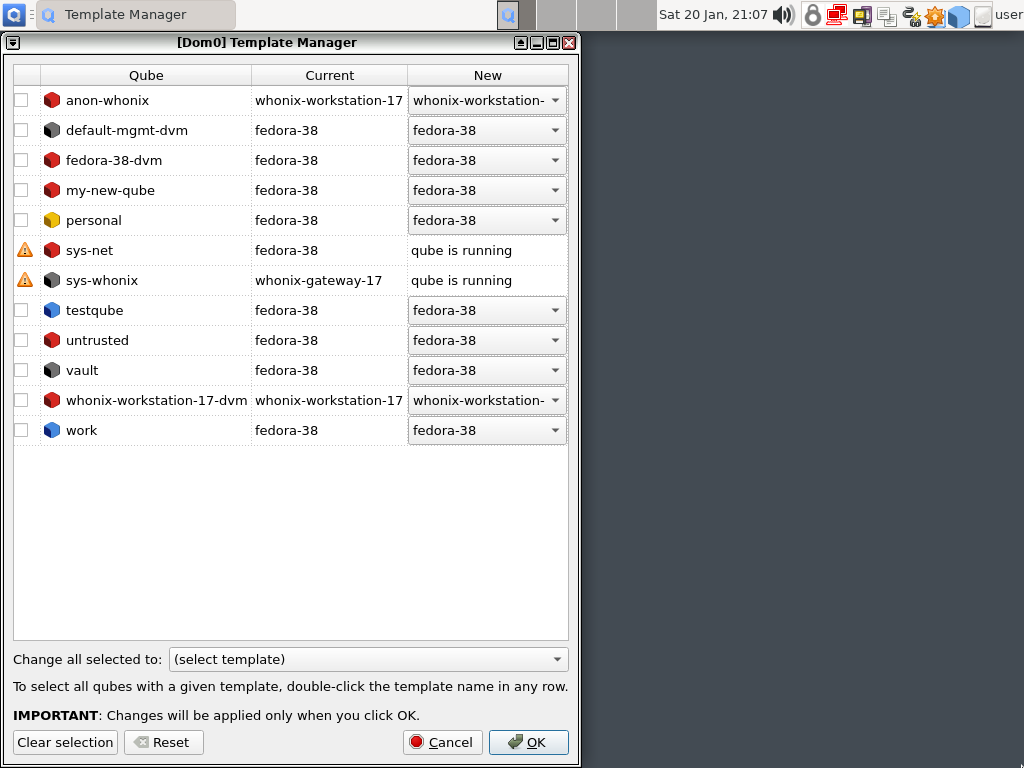 Template Manager
Sat 20 Jan, 21:07
user
[Dom0] Template Manager
Qube Current New
anon-whonix whonix-workstation-17 whonix-workstation-
default-mgmt-dvm fedora-38 fedora-38
fedora-38-dvm fedora-38 fedora-38
my-new-qube fedora-38 fedora-38
personal fedora-38 fedora-38
sys-net fedora-38 qube is running
sys-whonix whonix-gateway-17 qube is running
testqube fedora-38 fedora-38
untrusted fedora-38 fedora-38
vault fedora-38 fedora-38
whonix-workstation-17-dvm whonix-workstation-17 whonix-workstation-
work fedora-38 fedora-38
Change all selected to: (select template)
To select all qubes with a given template, double-click the template name in any row.
IMPORTANT: Changes will be applied only when you click OK.
Clear selection Reset Cancel OK